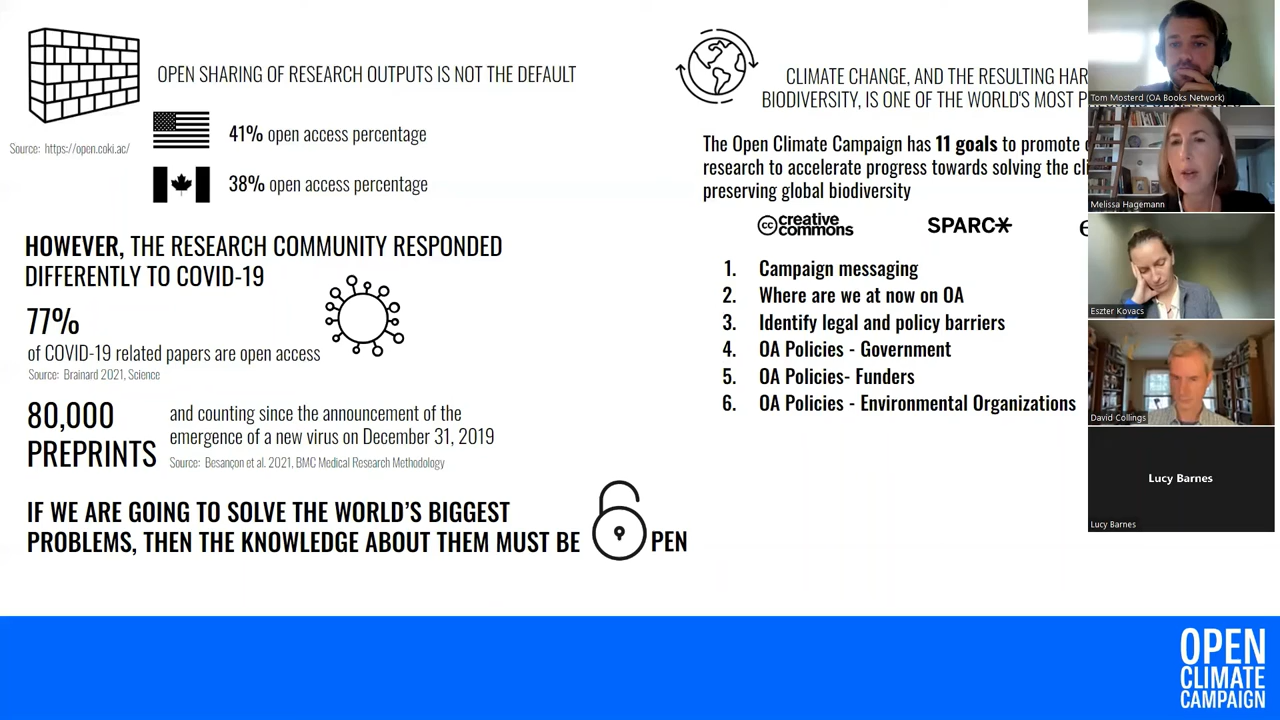 OPEN SHARING OF RESEARCH OUTPUTS IS NOT THE DEFAULT
41% open access percentage
Source: https://open.coki.ac/
38% open access percentage
HOWEVER, THE RESEARCH COMMUNITY RESPONDED
DIFFERENTLY TO COVID-19
77%
of COVID-19 related papers are open access
Source: Brainard 2021, Science
80,000
PREPRINTS
and counting since the announcement of the
emergence of a new virus on December 31, 2019
Source: Besançon et al. 2021, BMC Medical Research Methodology
IF WE ARE GOING TO SOLVE THE WORLD'S BIGGEST
PROBLEMS, THEN THE KNOWLEDGE ABOUT THEM MUST BE PEN
CLIMATE CHANGE, AND THE RESULTING HAR
BIODIVERSITY, IS ONE OF THE WORLD'S MOST P
The Open Climate Campaign has 11 goals to promote
research to accelerate progress towards solving the cli
preserving global biodiversity
cc creative
commons
SPARC
1. Campaign messaging
2. Where are we at now on OA
3. Identify legal and policy barriers
4. OA Policies - Government
5. OA Policies- Funders
6. OA Policies - Environmental Organizations
Tom Mosterd (OA Books Network)
Melissa Hagemann
Eszter Kovacs
David Collings
Lucy Barnes
Lucy Barnes
OPEN
CLIMATE
CAMPAIGN